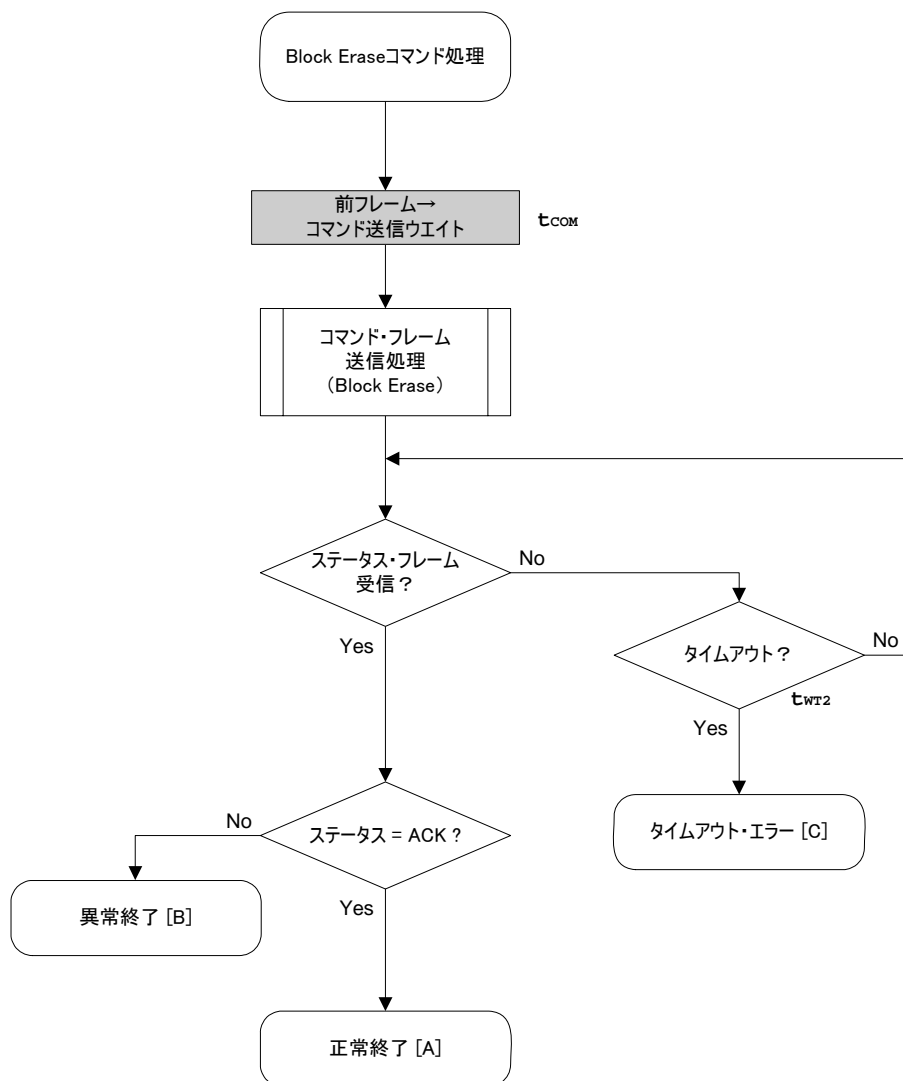 Block Eraseコマンド処理
前フレーム→
コマンド送信ウエイト
tCOM
コマンド・フレーム
送信処理
（Block Erase）
ステータス・フレーム
受信？
No
Yes
タイムアウト？
No
tWT2
Yes
タイムアウト・エラー [C]
ステータス = ACK ?
No
異常終了 [B]
Yes
正常終了 [A]